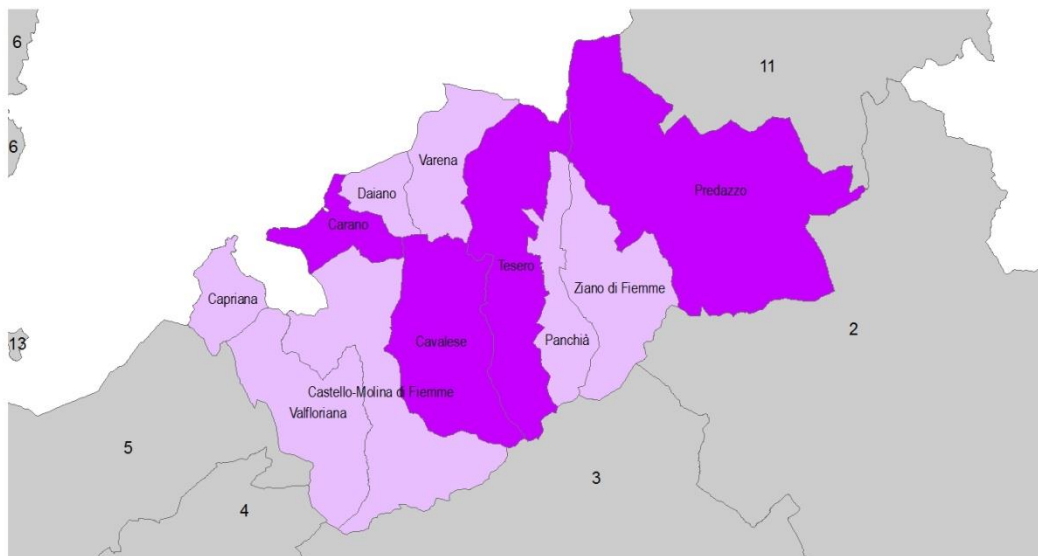 6
11
6
Varena
Daiano
Predazzo
Carano
Tesero
Ziano di Fiemme
Capriana
2
13
Cavalese
Panchià
Castello-Molina di Fiemme
Valfloriana
5
3
4